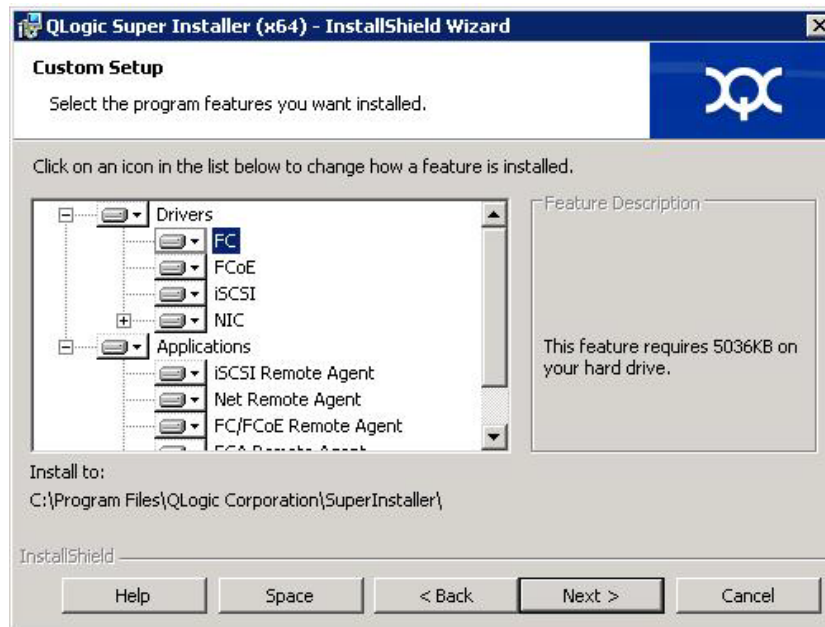 QLogic Super Installer (x64) - InstallShield Wizard
Custom Setup
Select the program features you want installed.
Click on an icon in the list below to change how a feature is installed.
Drivers
FC
FCoE
iSCSI
NIC
Applications
iSCSI Remote Agent
Net Remote Agent
FC/FCoE Remote Agent
Feature Description
This feature requires 5036KB on
your hard drive.
Install to:
C:\Program Files\QLogic Corporation\SuperInstaller\
InstallShield
Help
Space
< Back
Next >
Cancel